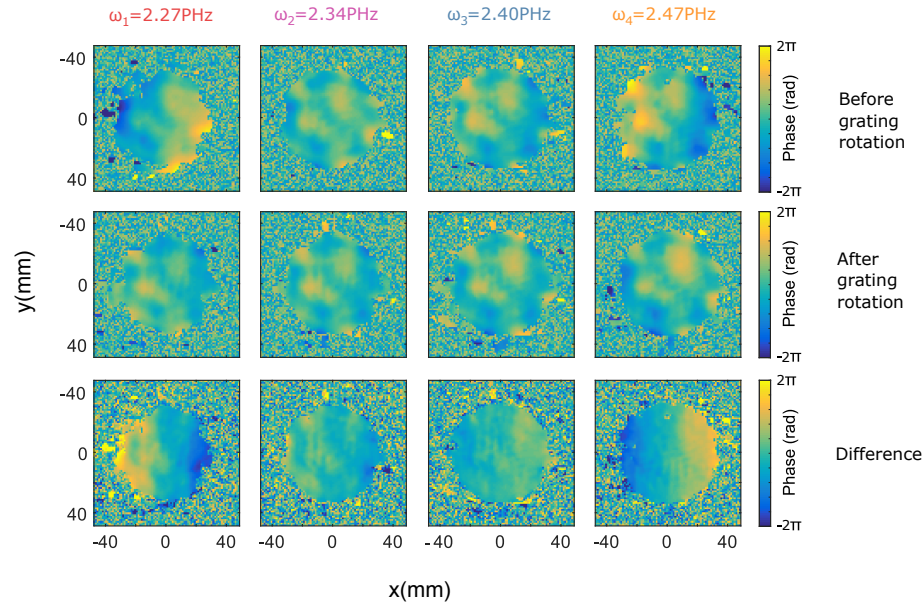 ω₁=2.27PHz ω₂=2.34PHz ω₃=2.40PHz ω₄=2.47PHz
-40
0
40
2π
Phase (rad)
-2π
Before
grating
rotation
-40
0
40
2π
Phase (rad)
-2π
After
grating
rotation
y(mm)
-40
0
40
2π
Phase (rad)
-2π
Difference
-40 0 40 -40 0 40 -40 0 40 -40 0 40
x(mm)